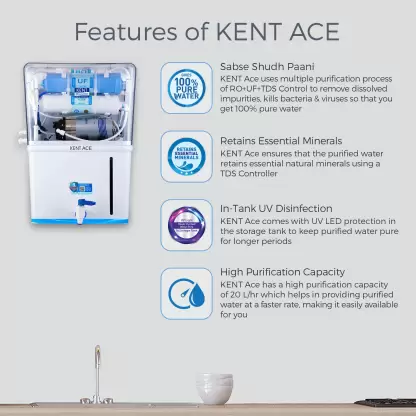 Features of KENT ACE
UF
KENT
KENT ACE
GIVES
100%
PURE
WATER
Sabse Shudh Paani
KENT Ace uses multiple purification process
of RO+UF+TDS Control to remove dissolved
impurities, kills bacteria & viruses so that you
get 100% pure water
RETAINS
ESSENTIAL
MINERALS
Retains Essential Minerals
KENT Ace ensures that the purified water
retains essential natural minerals using a
TDS Controller
In-Tank UV Disinfection
KENT Ace comes with UV LED protection in
the storage tank to keep purified water pure
for longer periods
High Purification Capacity
KENT Ace has a high purification capacity
of 20 L/hr which helps in providing purified
water at a faster rate, making it easily available
for you